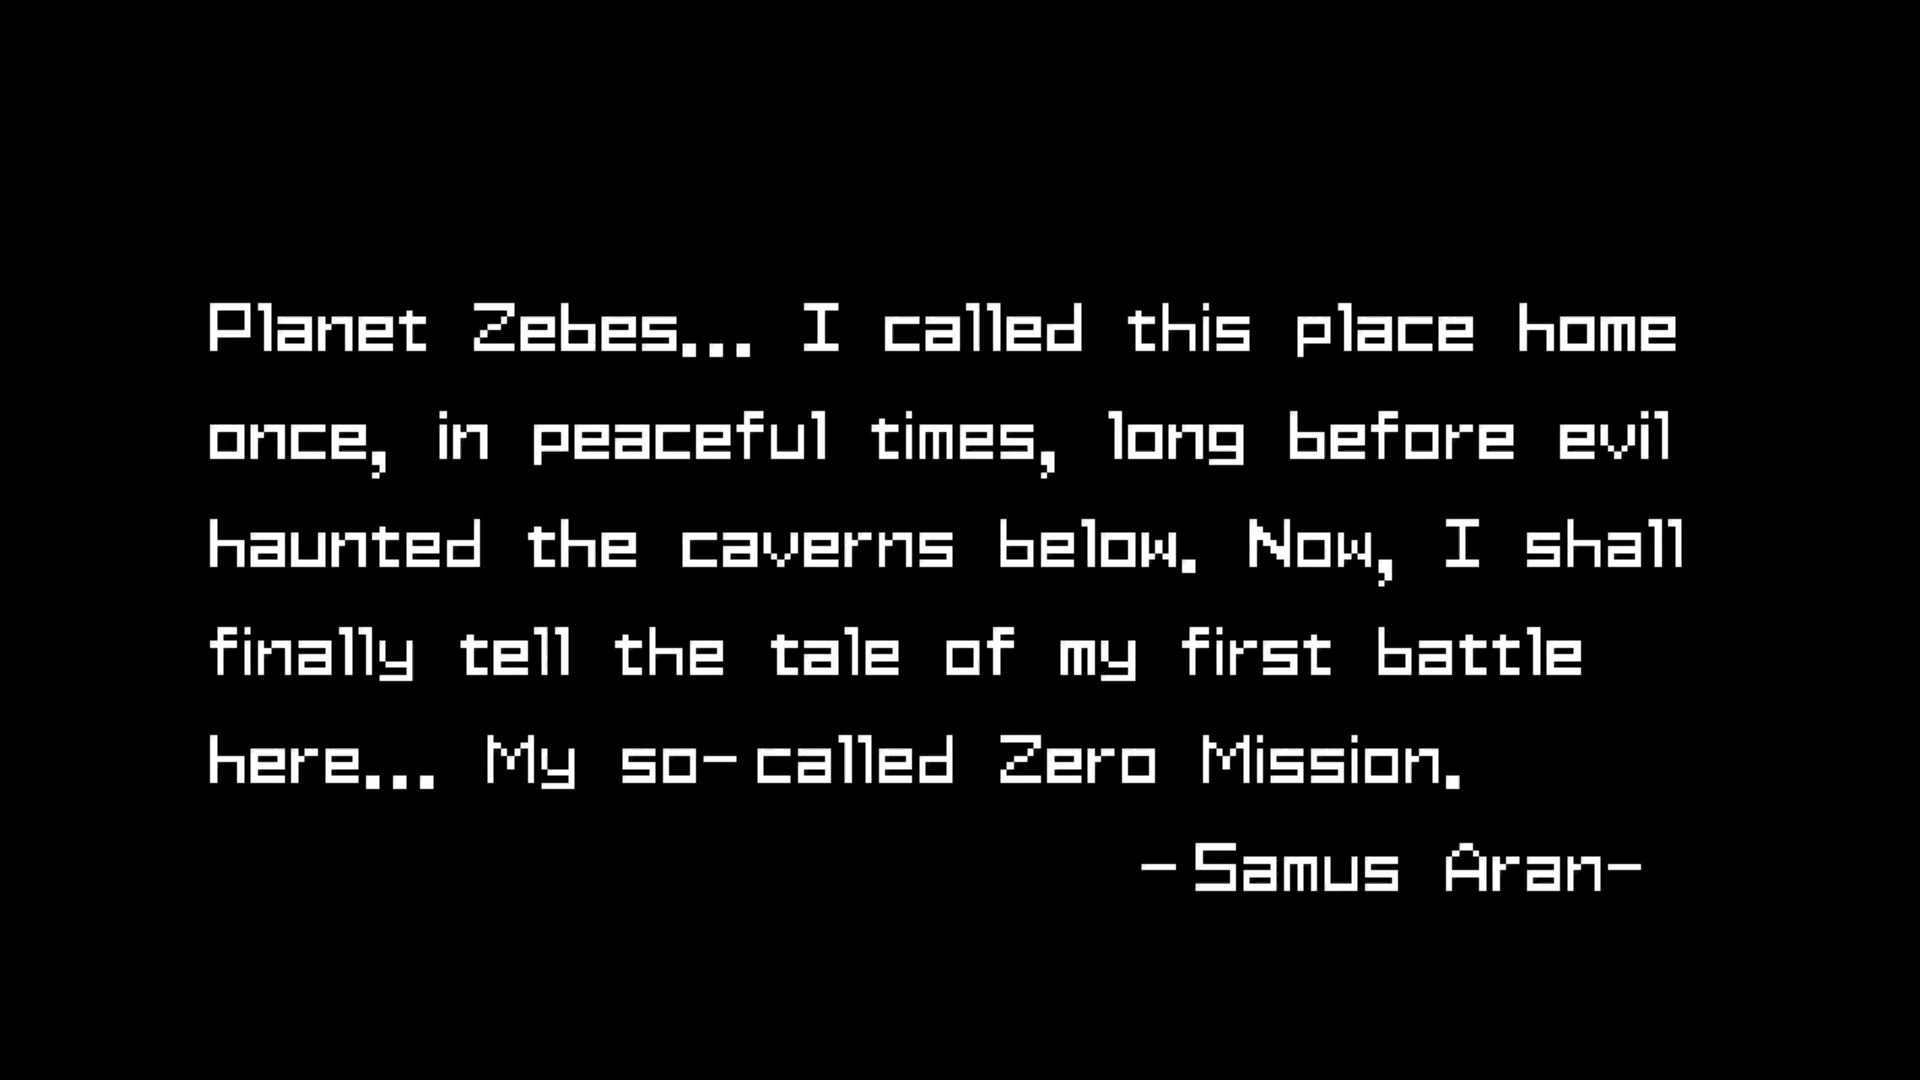 Planet Zebes... I called this place home
once, in peaceful times, long before evil
haunted the caverns below. Now, I shall
finally tell the tale of my first battle
here... My so-called Zero Mission.
-Samus Aran-